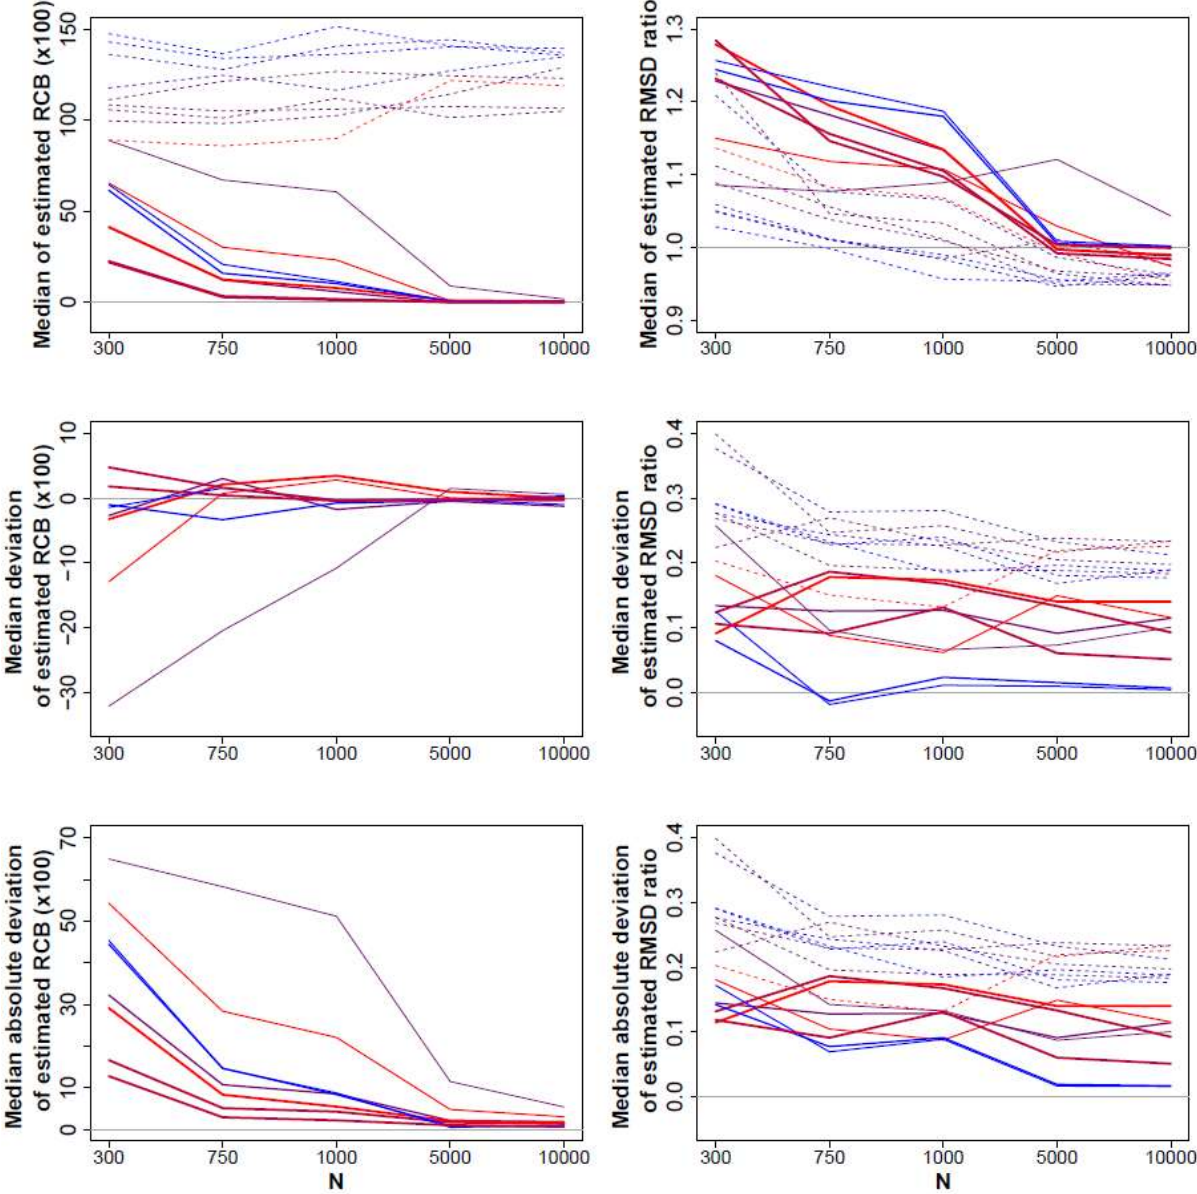 Median of estimated RCB (x100)
150
100
50
0
300 750 1000 5000 10000
Median of estimated RMSD ratio
1.3
1.2
1.1
1.0
0.9
300 750 1000 5000 10000
Median deviation
of estimated RCB (x100)
10
0
−10
−20
−30
300 750 1000 5000 10000
Median deviation
of estimated RMSD ratio
0.4
0.3
0.2
0.1
0.0
300 750 1000 5000 10000
Median absolute deviation
of estimated RCB (x100)
70
50
30
10
0
300 750 1000 5000 10000
N
Median absolute deviation
of estimated RMSD ratio
0.4
0.3
0.2
0.1
0.0
300 750 1000 5000 10000
N